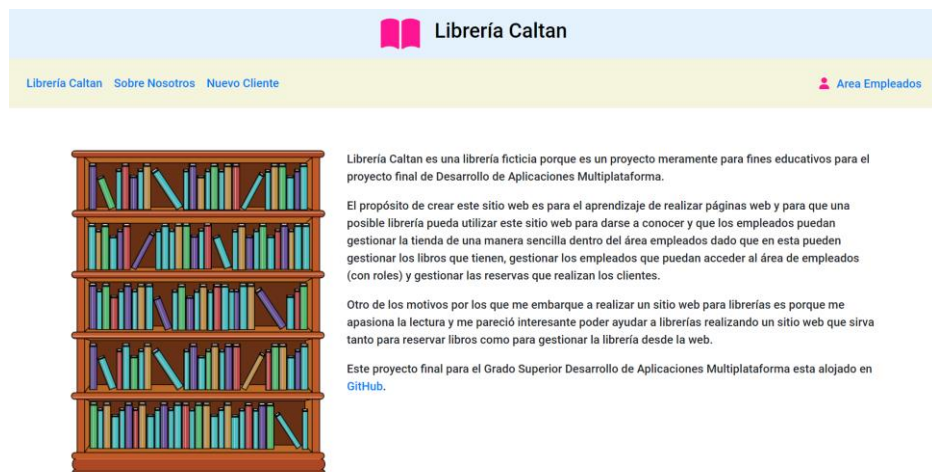 Librería Caltan
Librería Caltan Sobre Nosotros Nuevo Cliente Area Empleados
Librería Caltan es una librería ficticia porque es un proyecto meramente para fines educativos para el
proyecto final de Desarrollo de Aplicaciones Multiplataforma.
El propósito de crear este sitio web es para el aprendizaje de realizar páginas web y para que una
posible librería pueda utilizar este sitio web para darse a conocer y que los empleados puedan
gestionar la tienda de una manera sencilla dentro del área empleados dado que en esta pueden
gestionar los libros que tienen, gestionar los empleados que puedan acceder al área de empleados
(con roles) y gestionar las reservas que realizan los clientes.
Otro de los motivos por los que me embarque a realizar un sitio web para librerías es porque me
apasiona la lectura y me pareció interesante poder ayudar a librerías realizando un sitio web que sirva
tanto para reservar libros como para gestionar la librería desde la web.
Este proyecto final para el Grado Superior Desarrollo de Aplicaciones Multiplataforma esta alojado en
GitHub.